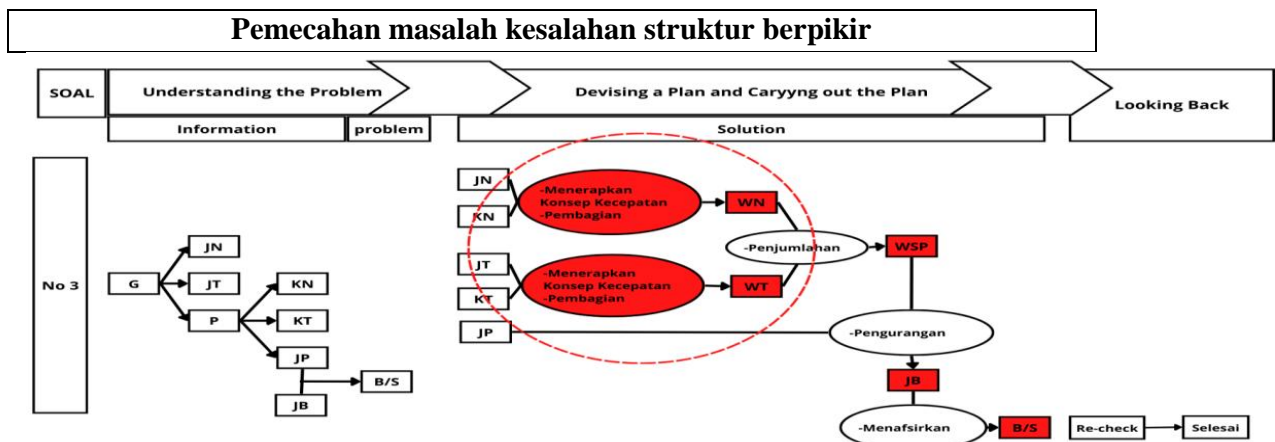 Pemecahan masalah kesalahan struktur berpikir
SOAL
Understanding the Problem
Devising a Plan and Caryyng out the Plan
Looking Back
Information
problem
Solution
No 3
G
JN
JT
P
KN
KT
JP
JB
B/S
JN
KN
-Menerapkan
Konsep Kecepatan
-Pembagian
WN
JT
KT
-Menerapkan
Konsep Kecepatan
-Pembagian
WT
-Penjumlahan
WSP
JP
-Pengurangan
JB
-Menafsirkan
B/S
Re-check
Selesai